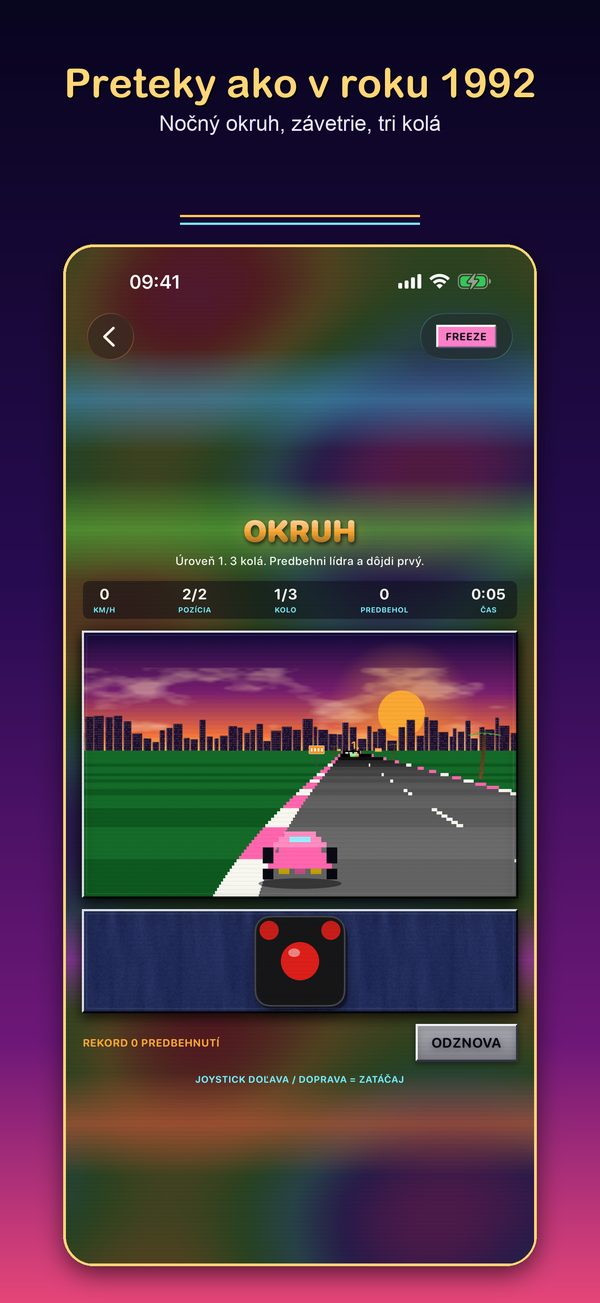 Preteky ako v roku 1992
Nočný okruh, závetrie, tri kolá
09:41
FREEZE
OKRUH
Úroveň 1. 3 kolá. Predbehni lídra a dôjdi prvý.
0 2/2 1/3 0 0:05
KM/H POZÍCIA KOLO PREDBEHOL ČAS
REKORD 0 PREDBEHNUTÍ
ODZNOVA
JOYSTICK DOĽAVA / DOPRAVA = ZATÁČAJ